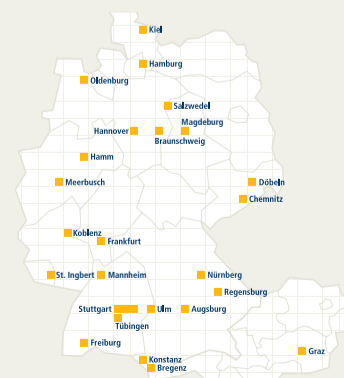 Kiel
Hamburg
Oldenburg
Salzwedel
Magdeburg
Hannover
Braunschweig
Hamm
Meerbusch
Döbeln
Chemnitz
Koblenz
Frankfurt
St. Ingbert
Mannheim
Nürnberg
Regensburg
Stuttgart
Ulm
Augsburg
Tübingen
Freiburg
Graz
Konstanz
Bregenz